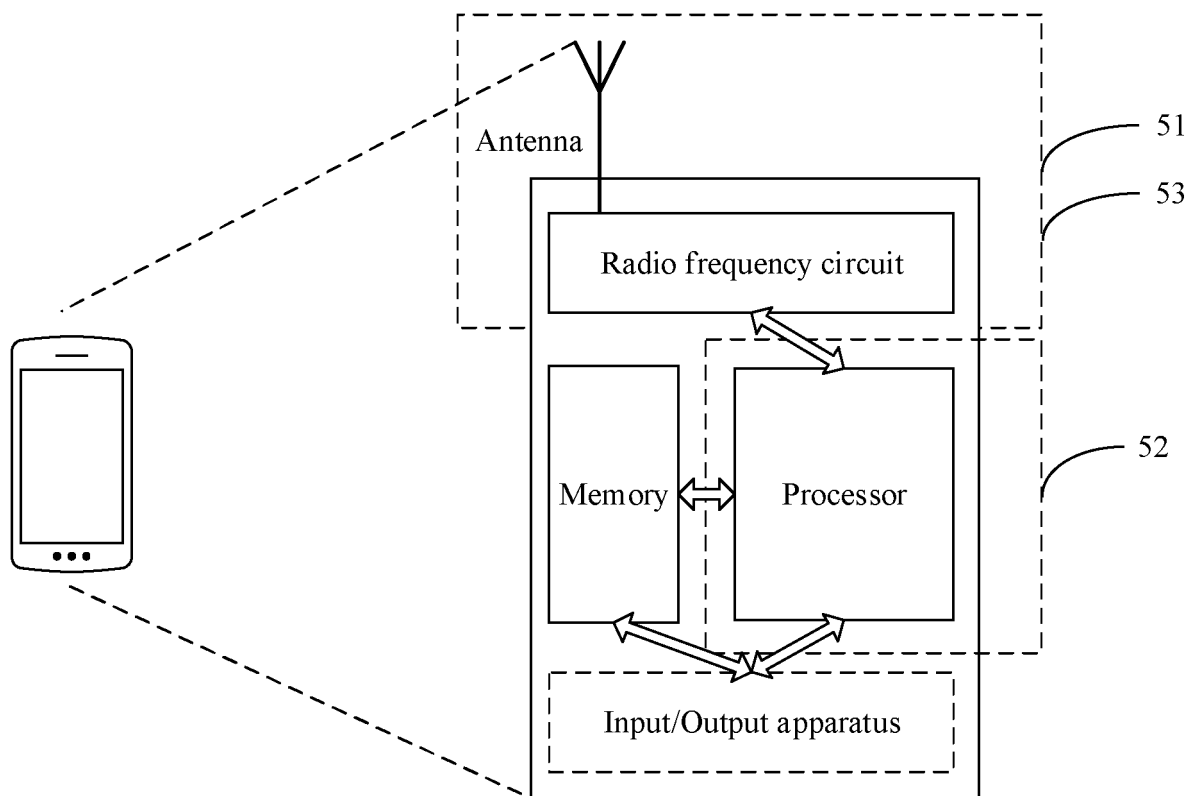 51
Antenna
53
Radio frequency circuit
52
Memory
Processor
Input/Output apparatus